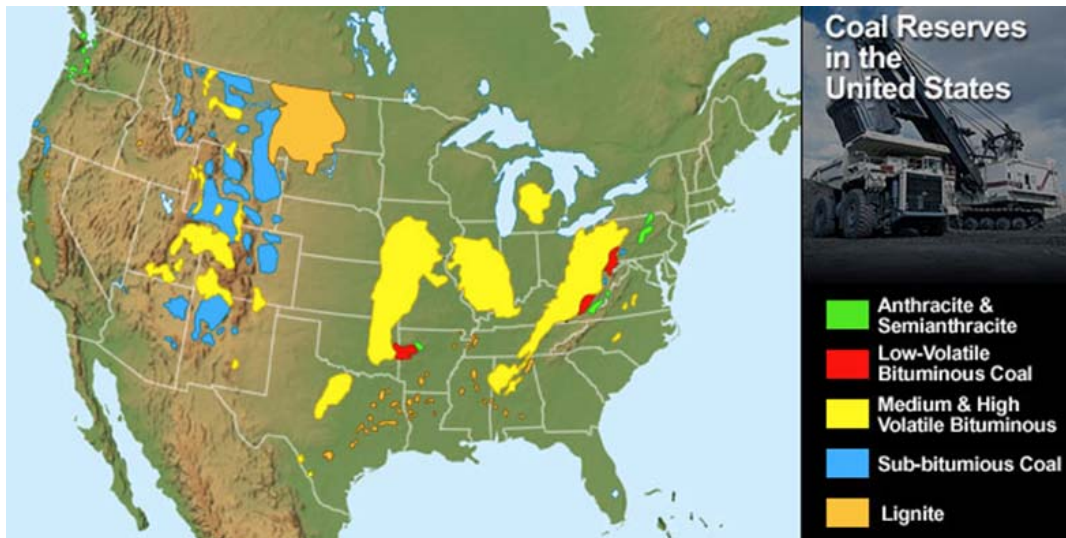 Coal Reserves
in the
United States
Anthracite &
Semianthracite
Low-Volatile
Bituminous Coal
Medium & High
Volatile Bituminous
Sub-bitumious Coal
Lignite